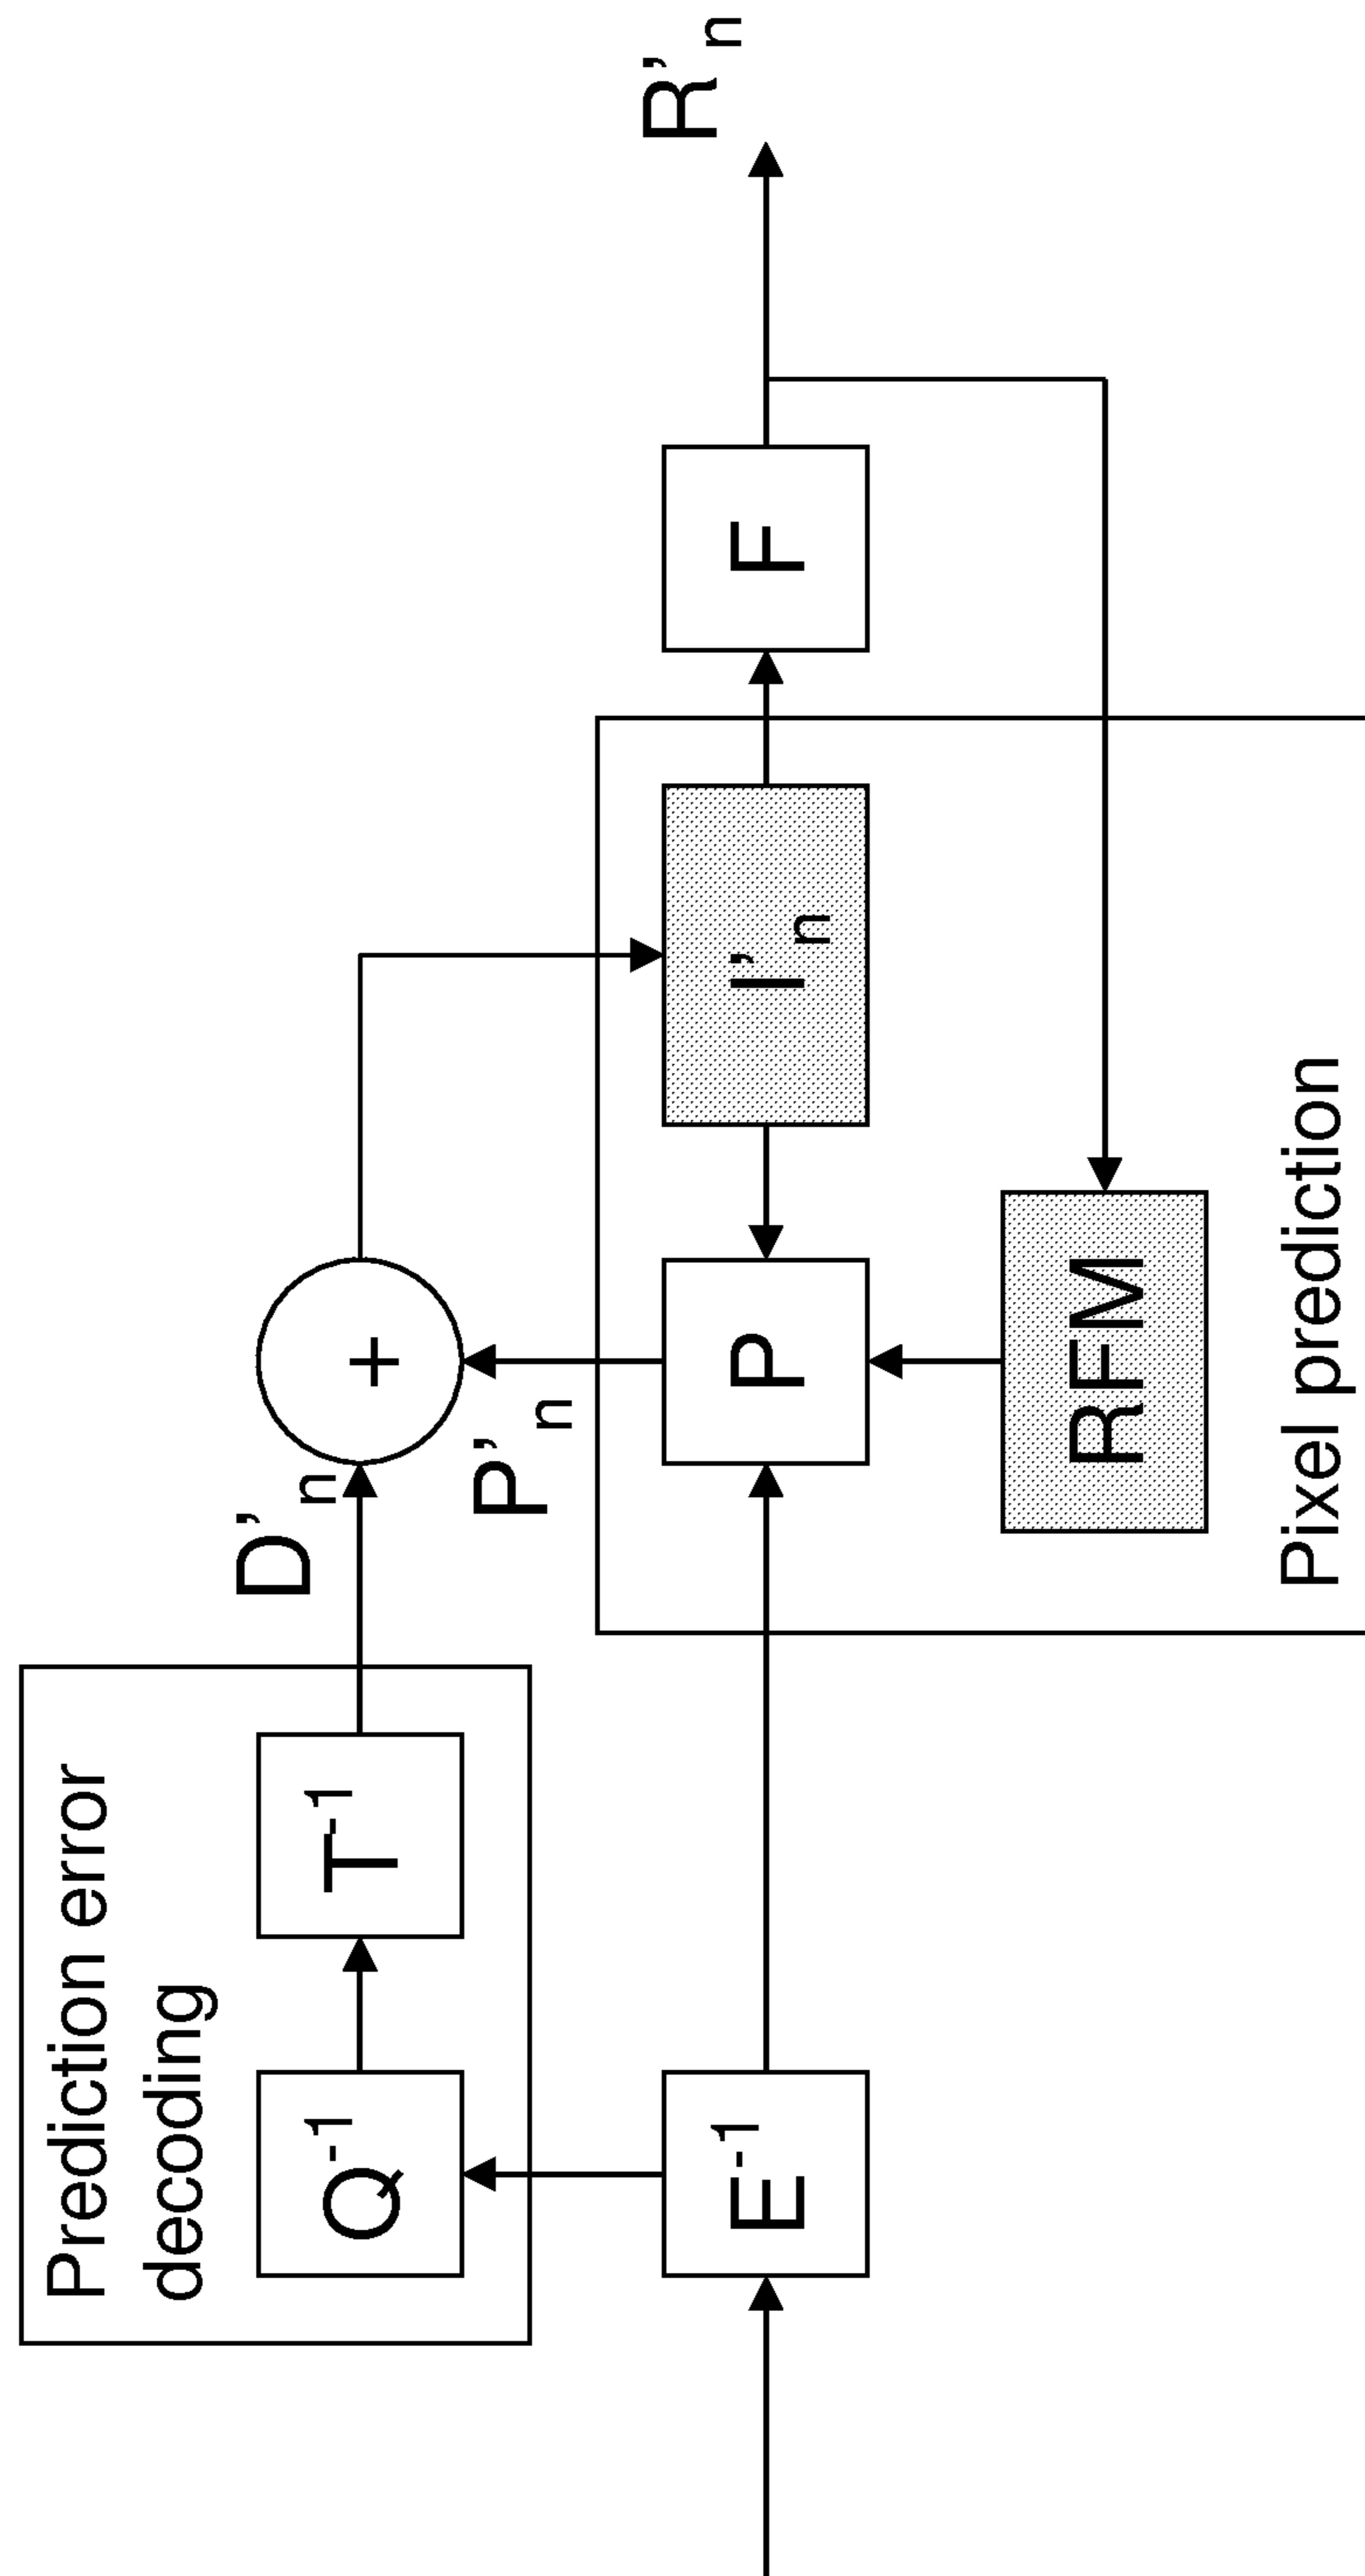 Prediction error
decoding
Q⁻¹
T⁻¹
D'ₙ
+
P'ₙ
E⁻¹
P
I'ₙ
F
R'ₙ
RFM
Pixel prediction